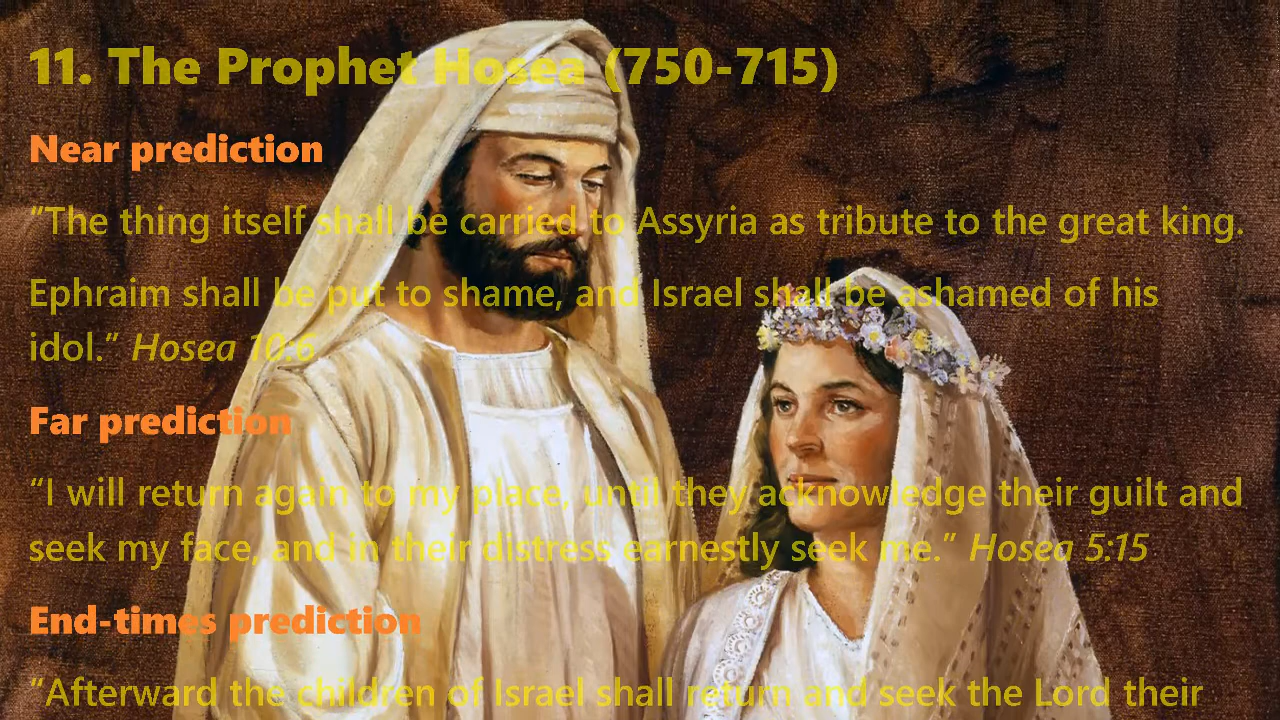 11. The Prophet Hosea (750-715)
Near prediction
“The thing itself shall be carried to Assyria as tribute to the great king.
Ephraim shall be put to shame, and Israel shall be ashamed of his
idol.” Hosea 10:6
Far prediction
“I will return again to my place, until they acknowledge their guilt and
seek my face, and in their distress earnestly seek me.” Hosea 5:15
End-times prediction
“Afterward the children of Israel shall return and seek the Lord their